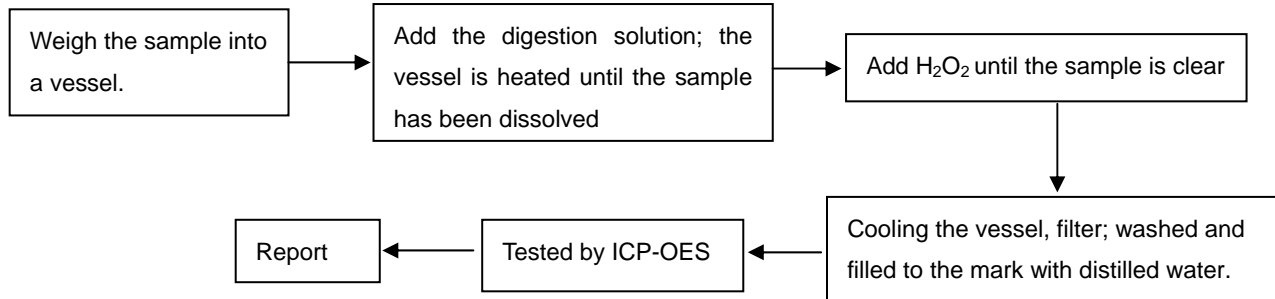 Weigh the sample into
a vessel.
Add the digestion solution; the
vessel is heated until the sample
has been dissolved
Add H₂O₂ until the sample is clear
Cooling the vessel, filter; washed and
filled to the mark with distilled water.
Tested by ICP-OES
Report